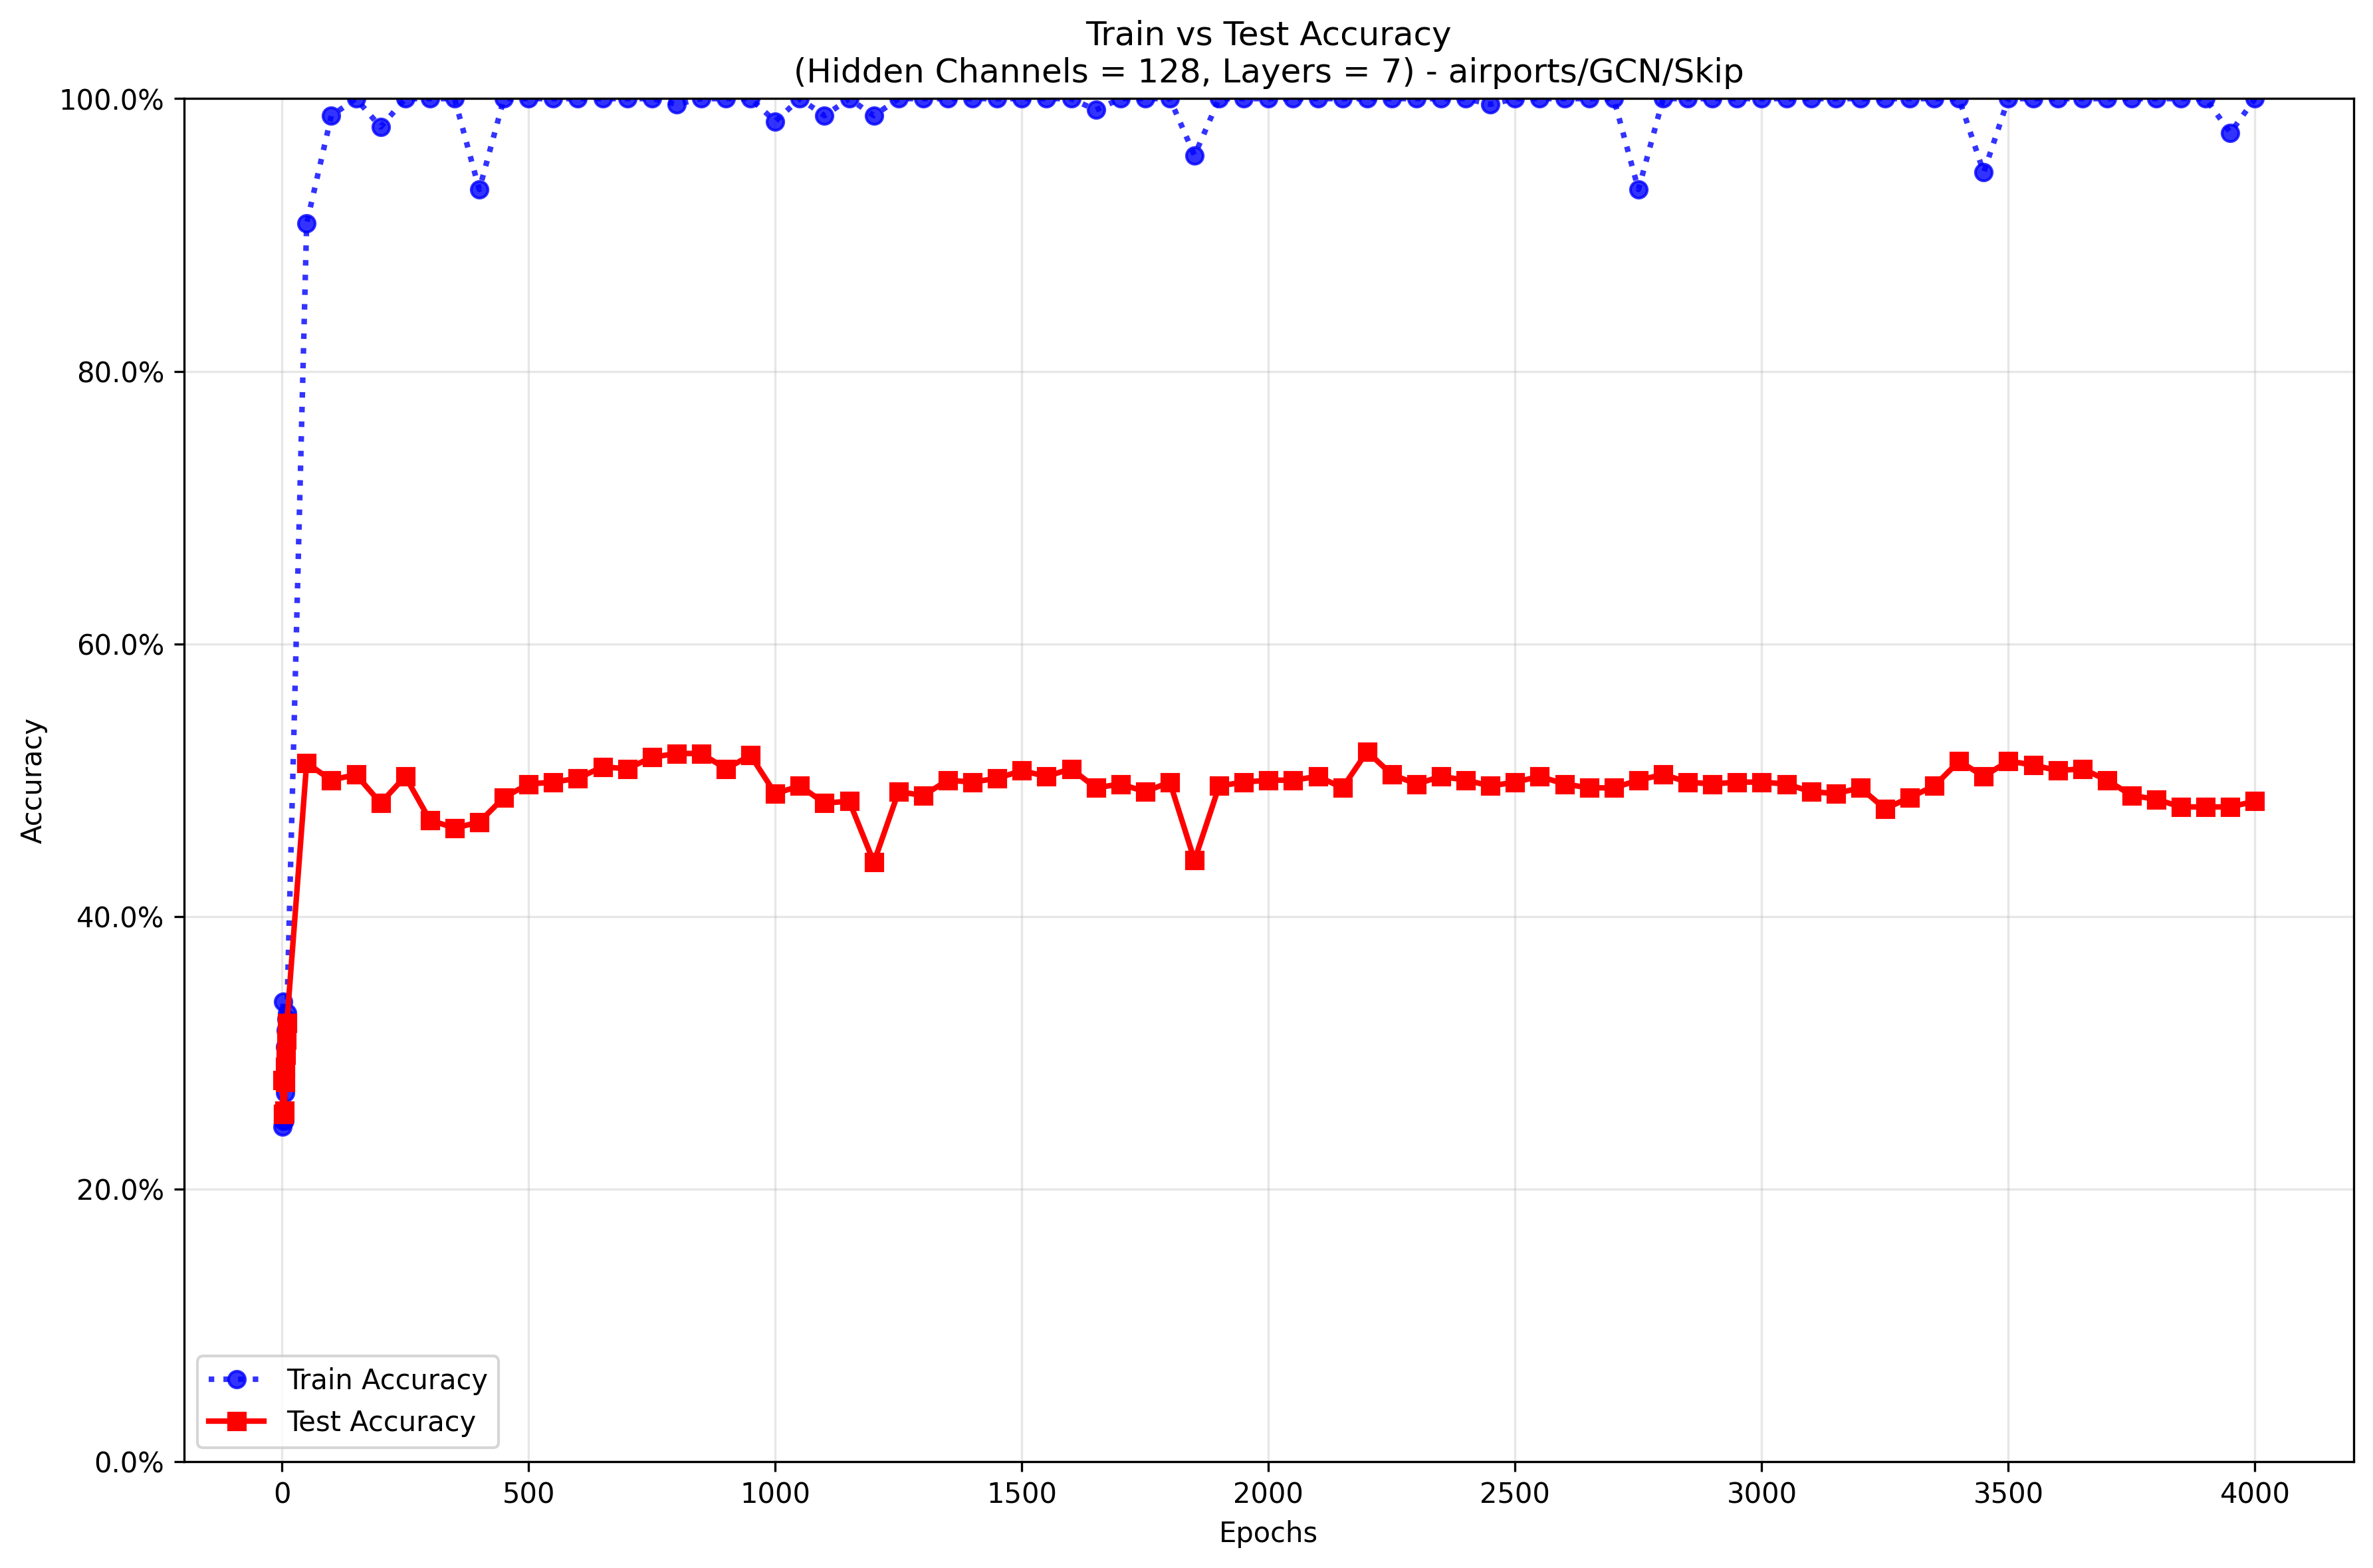 Train vs Test Accuracy
(Hidden Channels = 128, Layers = 7) - airports/GCN/Skip
100.0%
80.0%
60.0%
40.0%
20.0%
0.0%
Accuracy
Train Accuracy
Test Accuracy
0 500 1000 1500 2000 2500 3000 3500 4000
Epochs